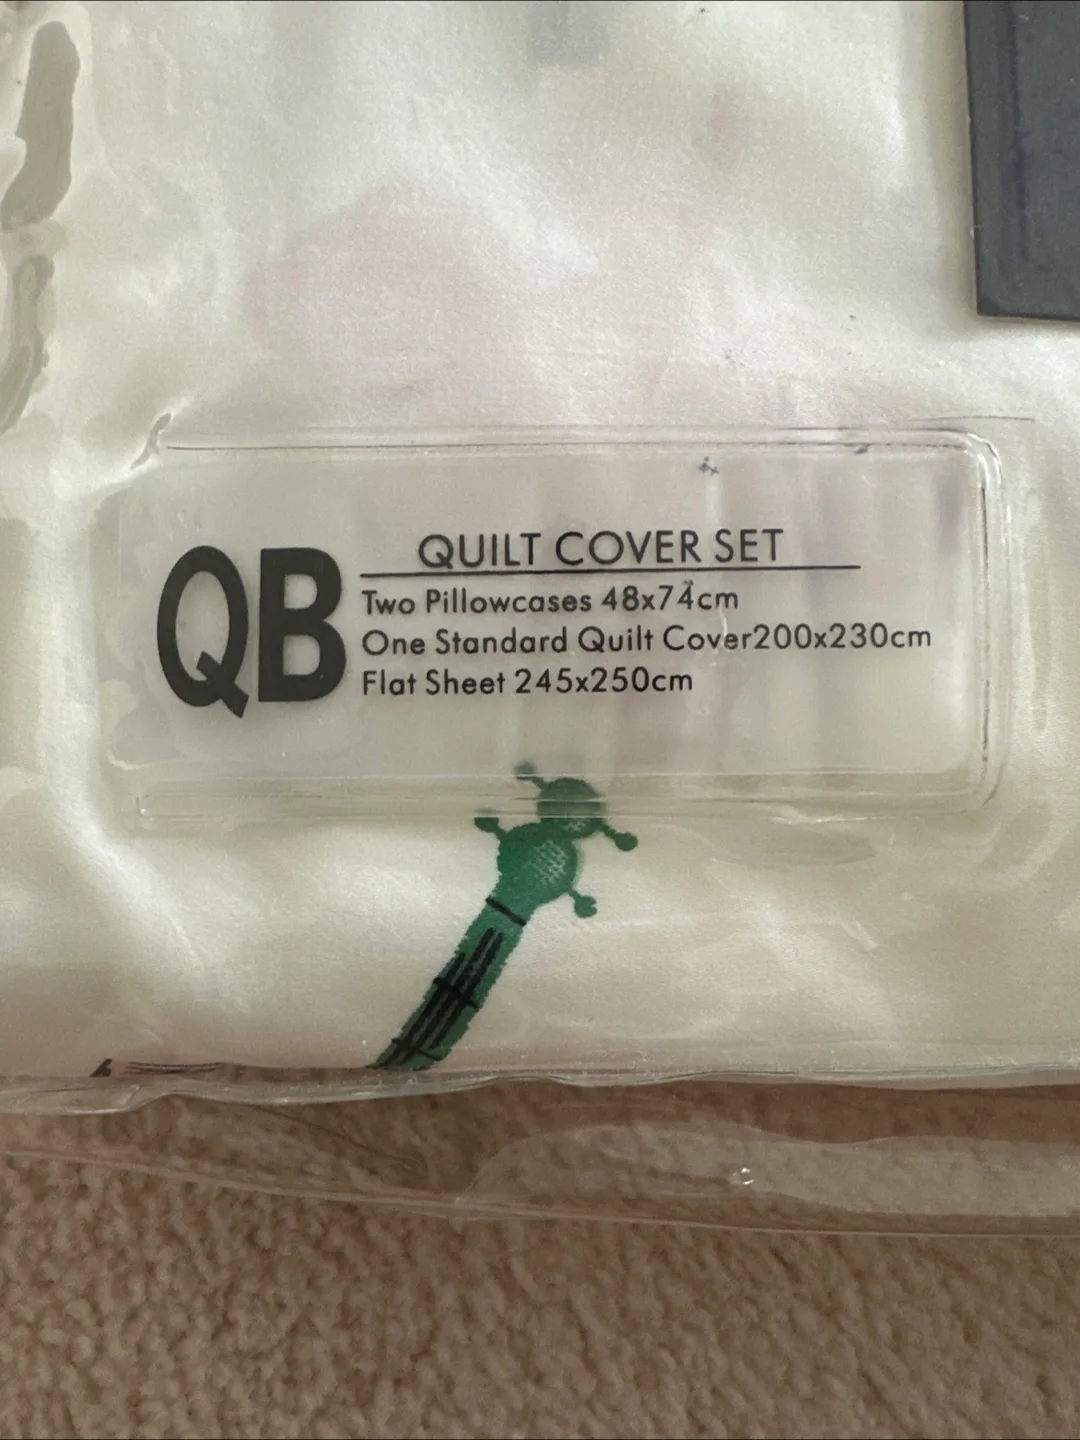 QB
QUILT COVER SET
Two Pillowcases 48x74cm
One Standard Quilt Cover200x230cm
Flat Sheet 245x250cm